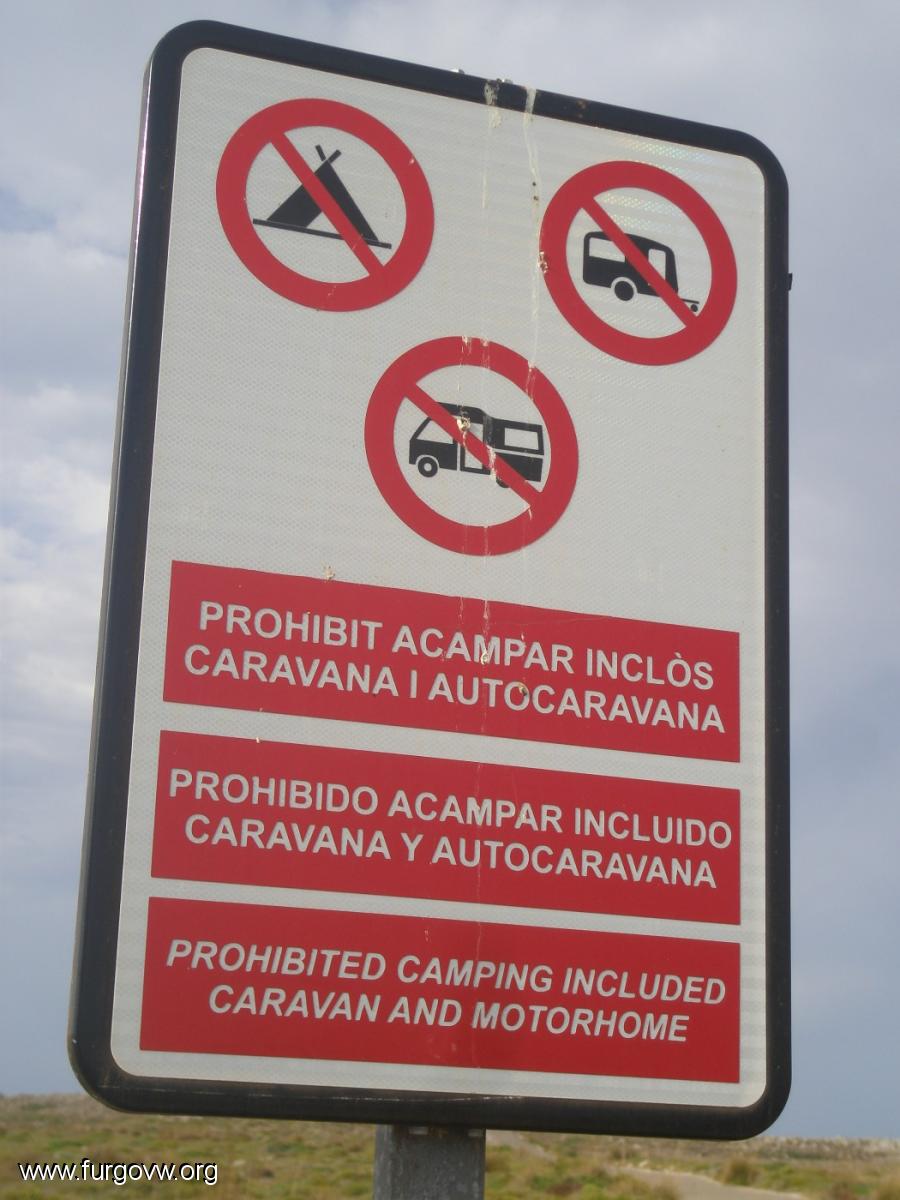 PROHIBIT ACAMPAR INCLÒS
CARAVANA I AUTOCARAVANA
PROHIBIDO ACAMPAR INCLUIDO
CARAVANA Y AUTOCARAVANA
PROHIBITED CAMPING INCLUDED
CARAVAN AND MOTORHOME
www.furgovw.org